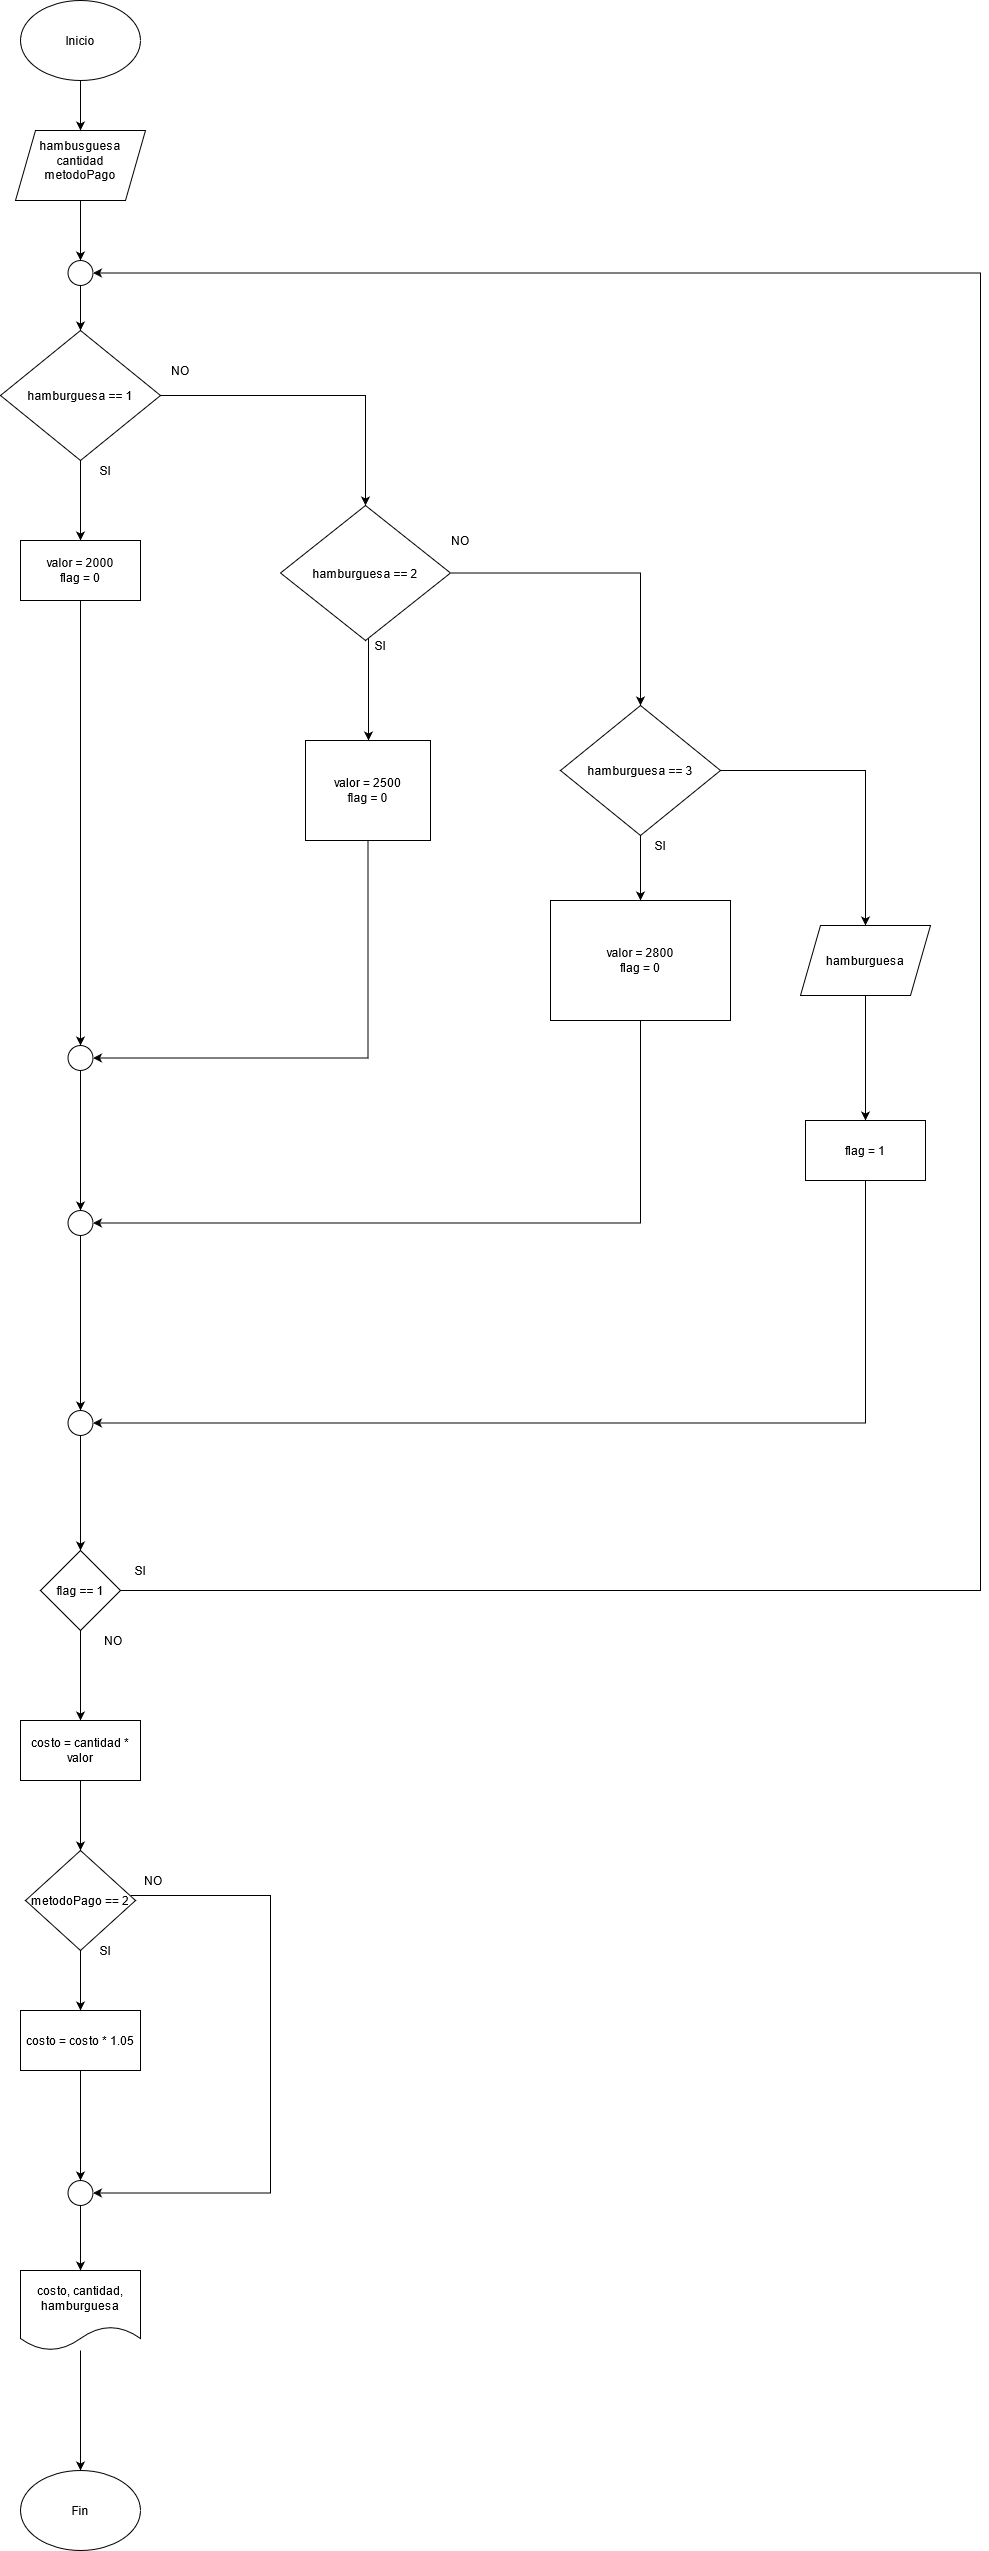 Inicio
hambusguesa
cantidad
metodoPago
hamburguesa == 1
NO
SI
valor = 2000
flag = 0
hamburguesa == 2
NO
SI
valor = 2500
flag = 0
hamburguesa == 3
SI
valor = 2800
flag = 0
hamburguesa
flag = 1
flag == 1
SI
NO
costo = cantidad *
valor
metodoPago == 2
NO
SI
costo = costo * 1.05
costo, cantidad,
hamburguesa
Fin